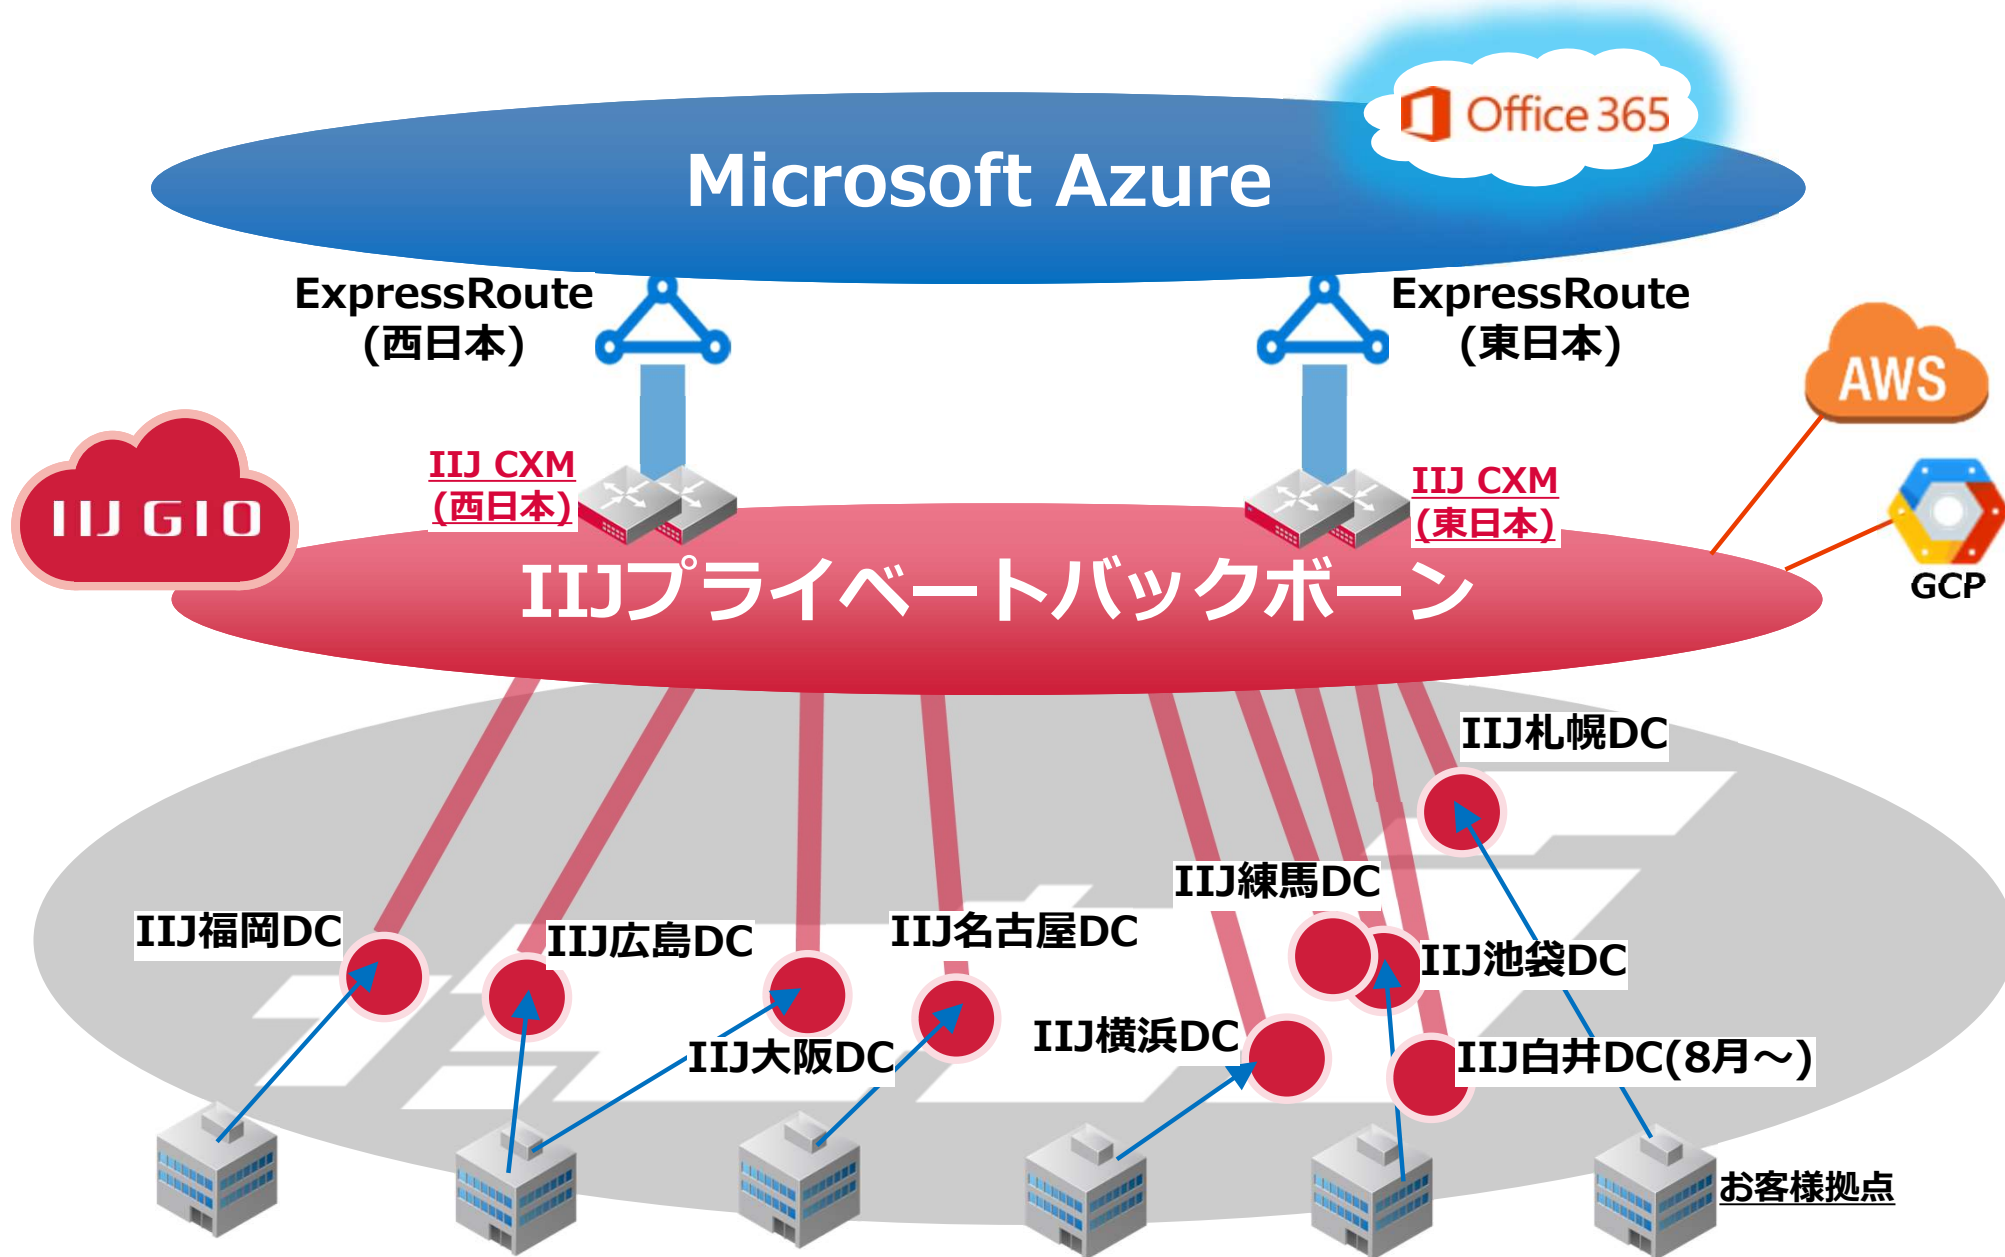 Office 365
Microsoft Azure
ExpressRoute
(西日本)
ExpressRoute
(東日本)
AWS
IIJ GIO
IIJ CXM
(西日本)
IIJ CXM
(東日本)
GCP
IIJプライベートバックボーン
IIJ札幌DC
IIJ練馬DC
IIJ福岡DC
IIJ広島DC
IIJ名古屋DC
IIJ池袋DC
IIJ大阪DC
IIJ横浜DC
IIJ白井DC(8月～)
お客様拠点